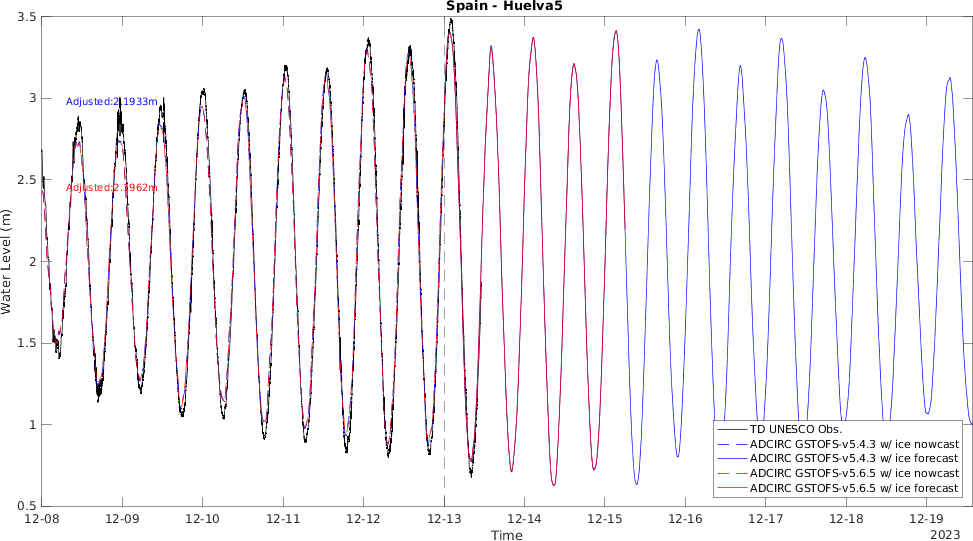 Spain - Huelva5
3.5
3
2.5
2
1.5
1
0.5
Water Level (m)
Adjusted:2.1933m
Adjusted:2.1962m
TD UNESCO Obs.
ADCIRC GSTOFS-v5.4.3 w/ ice nowcast
ADCIRC GSTOFS-v5.4.3 w/ ice forecast
ADCIRC GSTOFS-v5.6.5 w/ ice nowcast
ADCIRC GSTOFS-v5.6.5 w/ ice forecast
12-08 12-09 12-10 12-11 12-12 12-13 12-14 12-15 12-16 12-17 12-18 12-19
Time
2023